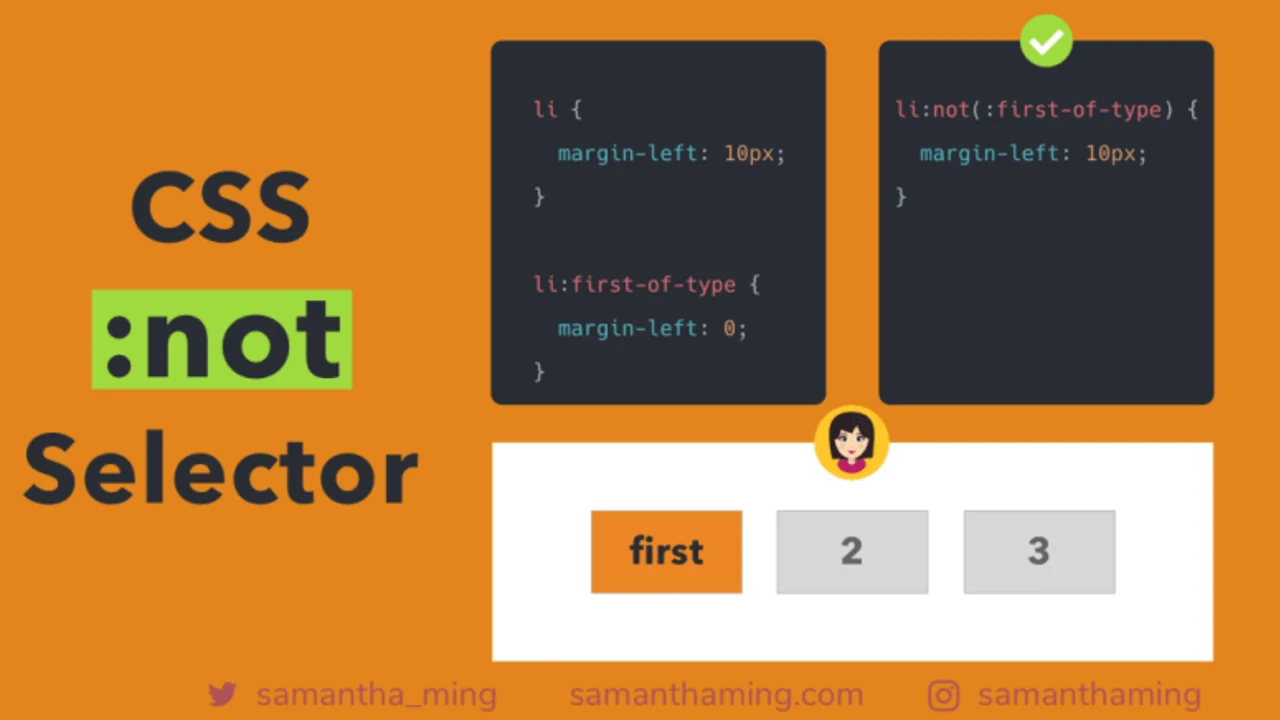 CSS
:not
Selector
li {
  margin-left: 10px;
}
li:first-of-type {
  margin-left: 0;
}
li:not(:first-of-type) {
  margin-left: 10px;
}
first
2
3
samantha_ming
samanthaming.com
samanthaming